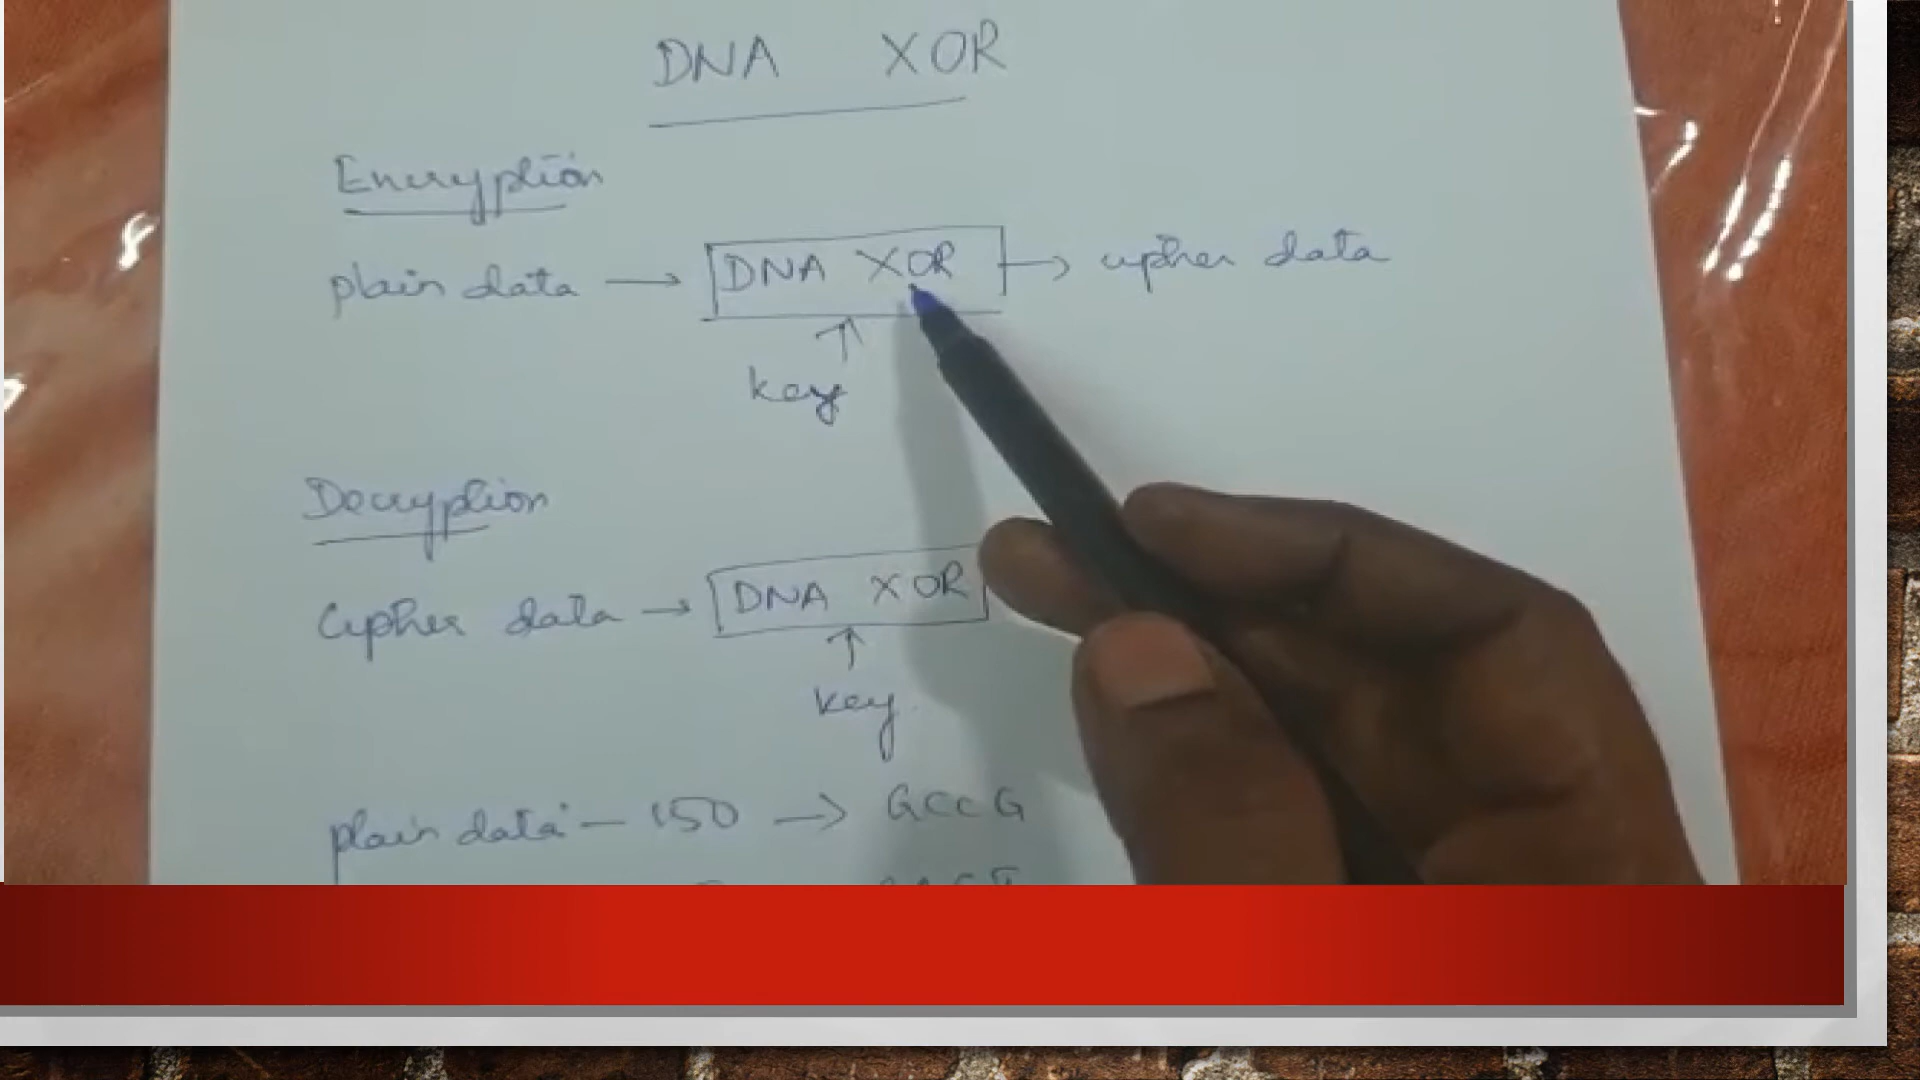 DNA XOR
Encryption
plain data → DNA XOR → cipher data
key
Decryption
Cipher data → DNA XOR
key
plain data - 150 → GCCG